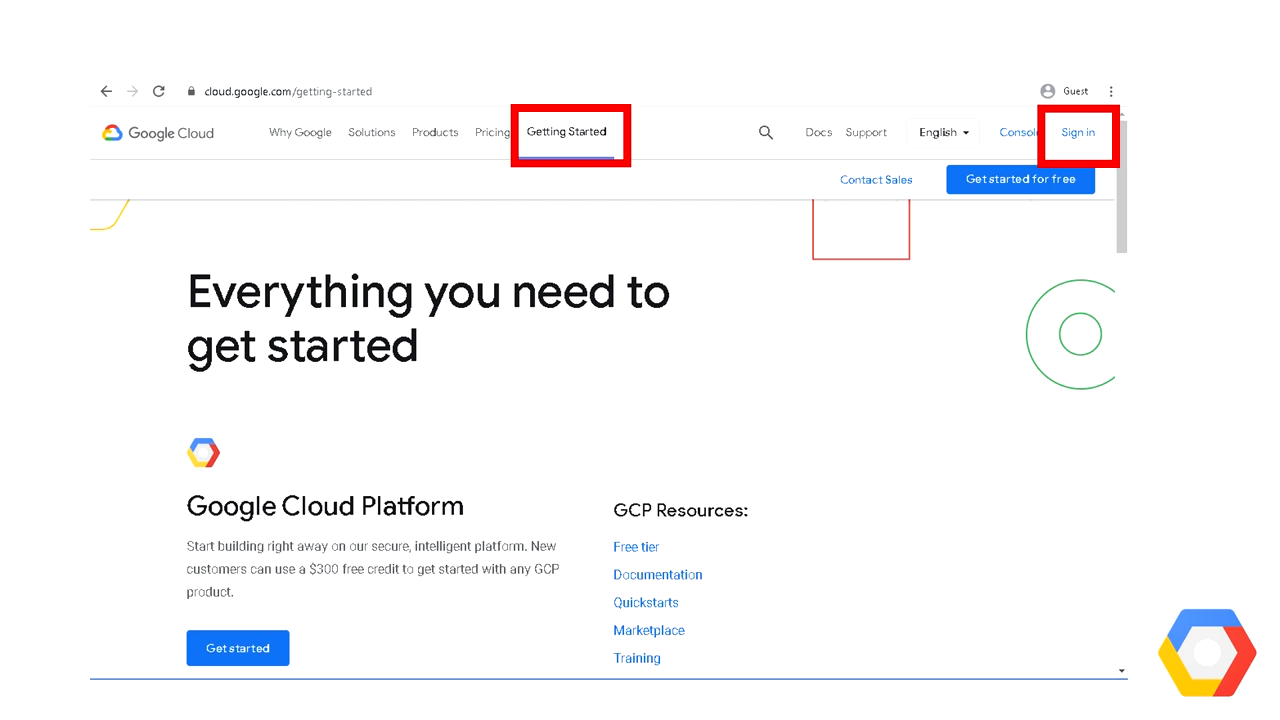 cloud.google.com/getting-started
Guest
Google Cloud
Why Google
Solutions
Products
Pricing
Getting Started
Docs
Support
English
Console
Sign in
Contact Sales
Get started for free
Everything you need to
get started
Google Cloud Platform
Start building right away on our secure, intelligent platform. New
customers can use a $300 free credit to get started with any GCP
product.
Get started
GCP Resources:
Free tier
Documentation
Quickstarts
Marketplace
Training